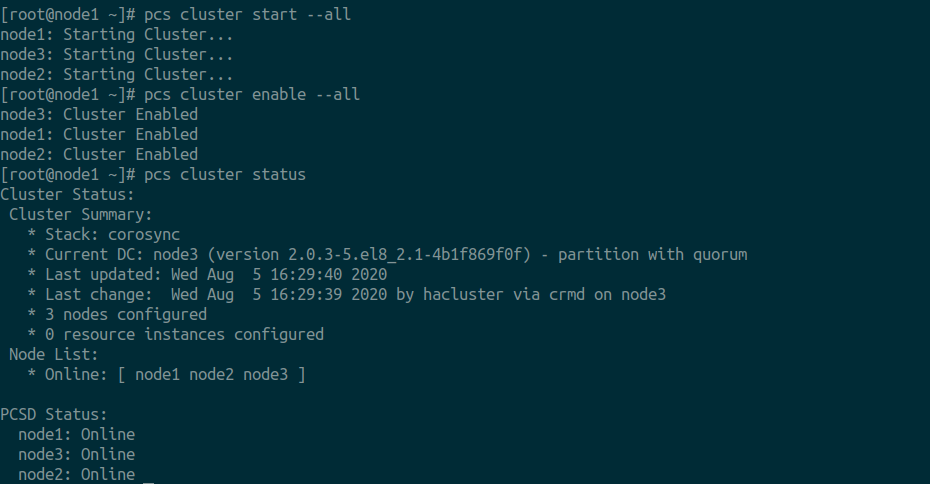 [root@node1 ~]# pcs cluster start --all
node1: Starting Cluster...
node3: Starting Cluster...
node2: Starting Cluster...
[root@node1 ~]# pcs cluster enable --all
node3: Cluster Enabled
node1: Cluster Enabled
node2: Cluster Enabled
[root@node1 ~]# pcs cluster status
Cluster Status:
 Cluster Summary:
   * Stack: corosync
   * Current DC: node3 (version 2.0.3-5.el8_2.1-4b1f869f0f) - partition with quorum
   * Last updated: Wed Aug  5 16:29:40 2020
   * Last change:  Wed Aug  5 16:29:39 2020 by hacluster via crmd on node3
   * 3 nodes configured
   * 0 resource instances configured
 Node List:
   * Online: [ node1 node2 node3 ]

PCSD Status:
  node1: Online
  node3: Online
  node2: Online